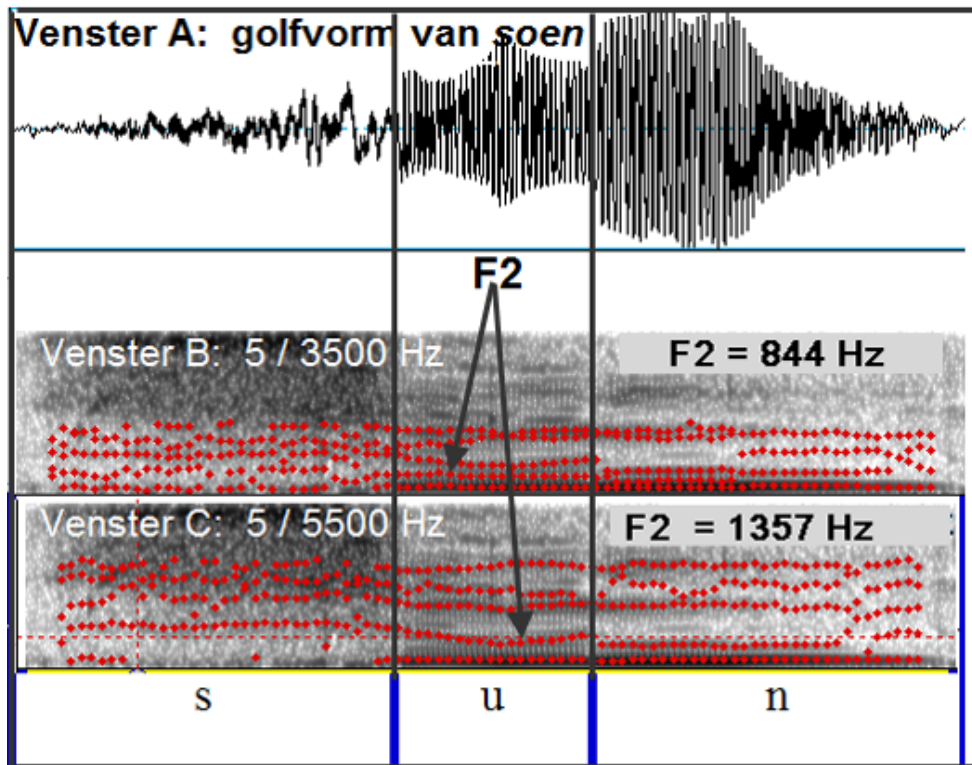 Venster A: golfvorm van soen
F2
Venster B: 5 / 3500 Hz
F2 = 844 Hz
Venster C: 5 / 5500 Hz
F2 = 1357 Hz
s
u
n